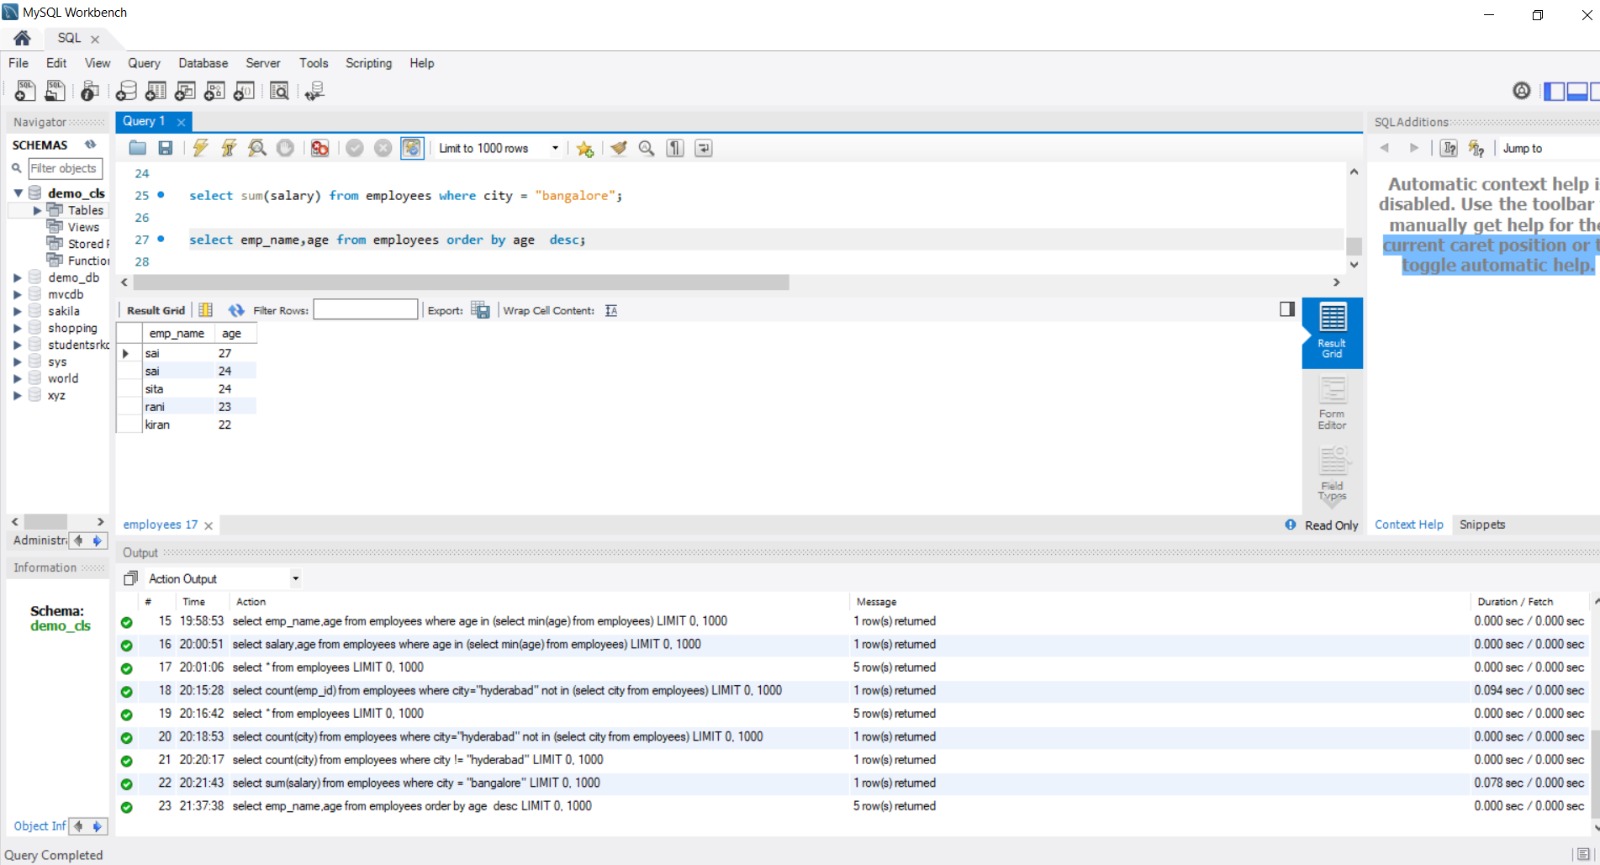 MySQL Workbench
SQL
File Edit View Query Database Server Tools Scripting Help
Navigator
SCHEMAS
Filter objects
demo_cls
Tables
Views
Stored
Functio
demo_db
mvcdb
sakila
shopping
studentsrk
sys
world
xyz
Administr
Information
Schema:
demo_cls
Object Inf
Query 1
Limit to 1000 rows
24
25 select sum(salary) from employees where city = "bangalore";
26
27 select emp_name,age from employees order by age  desc;
28
Result Grid Filter Rows: Export: Wrap Cell Content:
emp_name age
sai 27
sai 24
sita 24
rani 23
kiran 22
Result
Grid
Form
Editor
Field
Types
employees 17
Read Only
SQLAdditions
Jump to
Automatic context help i
disabled. Use the toolbar
manually get help for the
current caret position or t
toggle automatic help.
Context Help Snippets
Output
Action Output
# Time Action Message Duration / Fetch
15 19:58:53 select emp_name,age from employees where age in (select min(age) from employees) LIMIT 0, 1000 1 row(s) returned 0.000 sec / 0.000 sec
16 20:00:51 select salary,age from employees where age in (select min(age) from employees) LIMIT 0, 1000 1 row(s) returned 0.000 sec / 0.000 sec
17 20:01:06 select * from employees LIMIT 0, 1000 5 row(s) returned 0.000 sec / 0.000 sec
18 20:15:28 select count(emp_id) from employees where city="hyderabad" not in (select city from employees) LIMIT 0, 1000 1 row(s) returned 0.094 sec / 0.000 sec
19 20:16:42 select * from employees LIMIT 0, 1000 5 row(s) returned 0.000 sec / 0.000 sec
20 20:18:53 select count(city) from employees where city="hyderabad" not in (select city from employees) LIMIT 0, 1000 1 row(s) returned 0.000 sec / 0.000 sec
21 20:20:17 select count(city) from employees where city != "hyderabad" LIMIT 0, 1000 1 row(s) returned 0.000 sec / 0.000 sec
22 20:21:43 select sum(salary) from employees where city = "bangalore" LIMIT 0, 1000 1 row(s) returned 0.078 sec / 0.000 sec
23 21:37:38 select emp_name,age from employees order by age  desc LIMIT 0, 1000 5 row(s) returned 0.000 sec / 0.000 sec
Query Completed